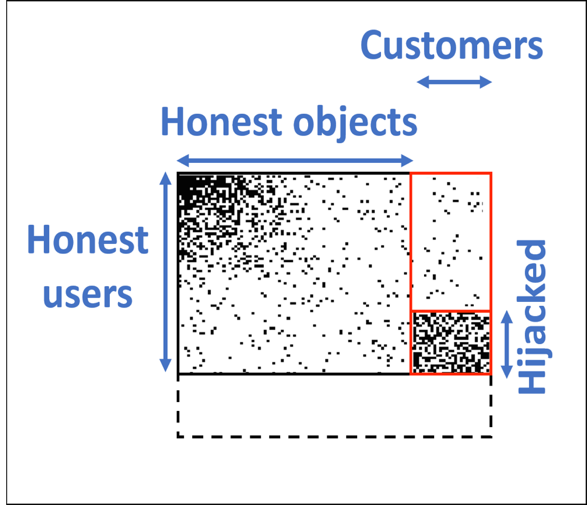 Customers
Honest objects
Honest
users
Hijacked